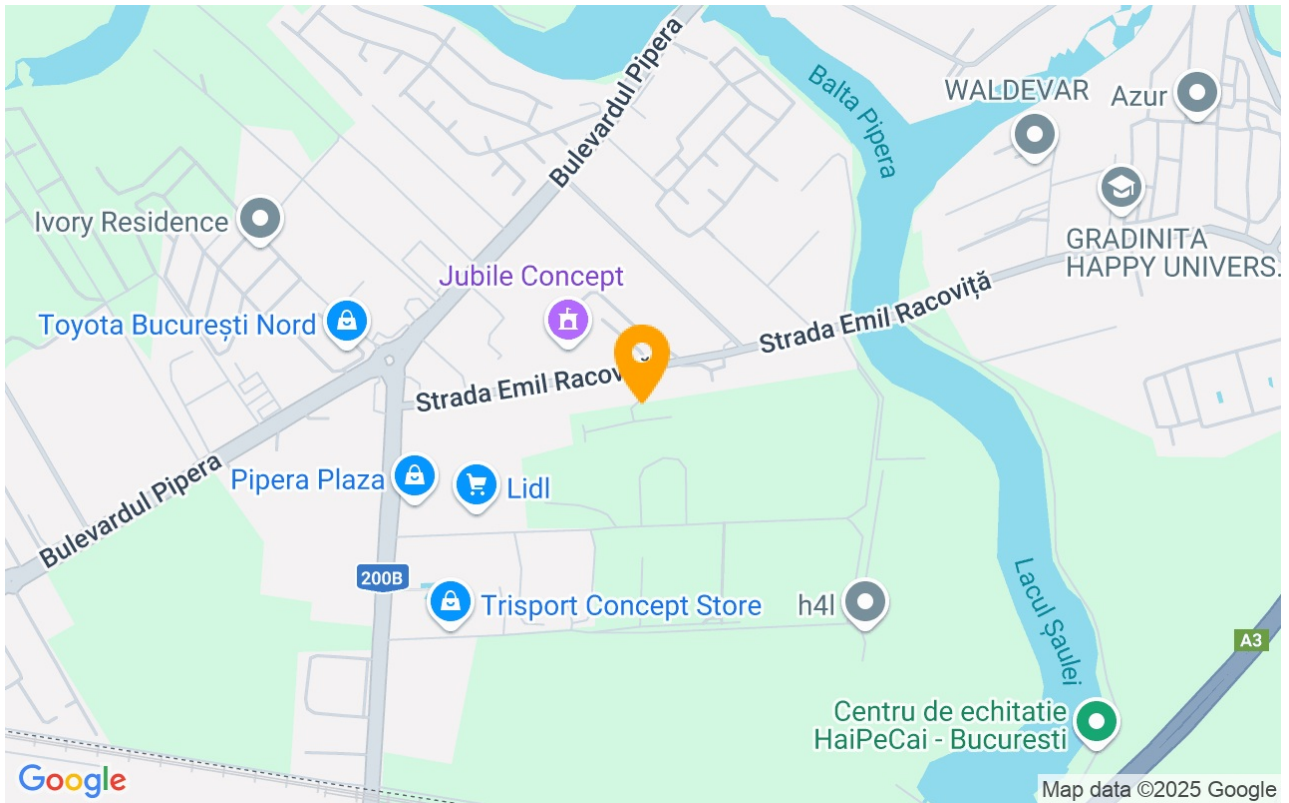 Bulevardul Pipera
Balta Pipera
WALDEVAR
Azur
Ivory Residence
GRADINITA
HAPPY UNIVERS..
Jubile Concept
Toyota București Nord
Strada Emil Racoviță
Strada Emil Racov
Bulevardul Pipera
Pipera Plaza
Lidl
200B
Trisport Concept Store
h4l
Lacul Șaulei
A3
Centru de echitatie
HaiPeCai - Bucuresti
Google
Map data ©2025 Google